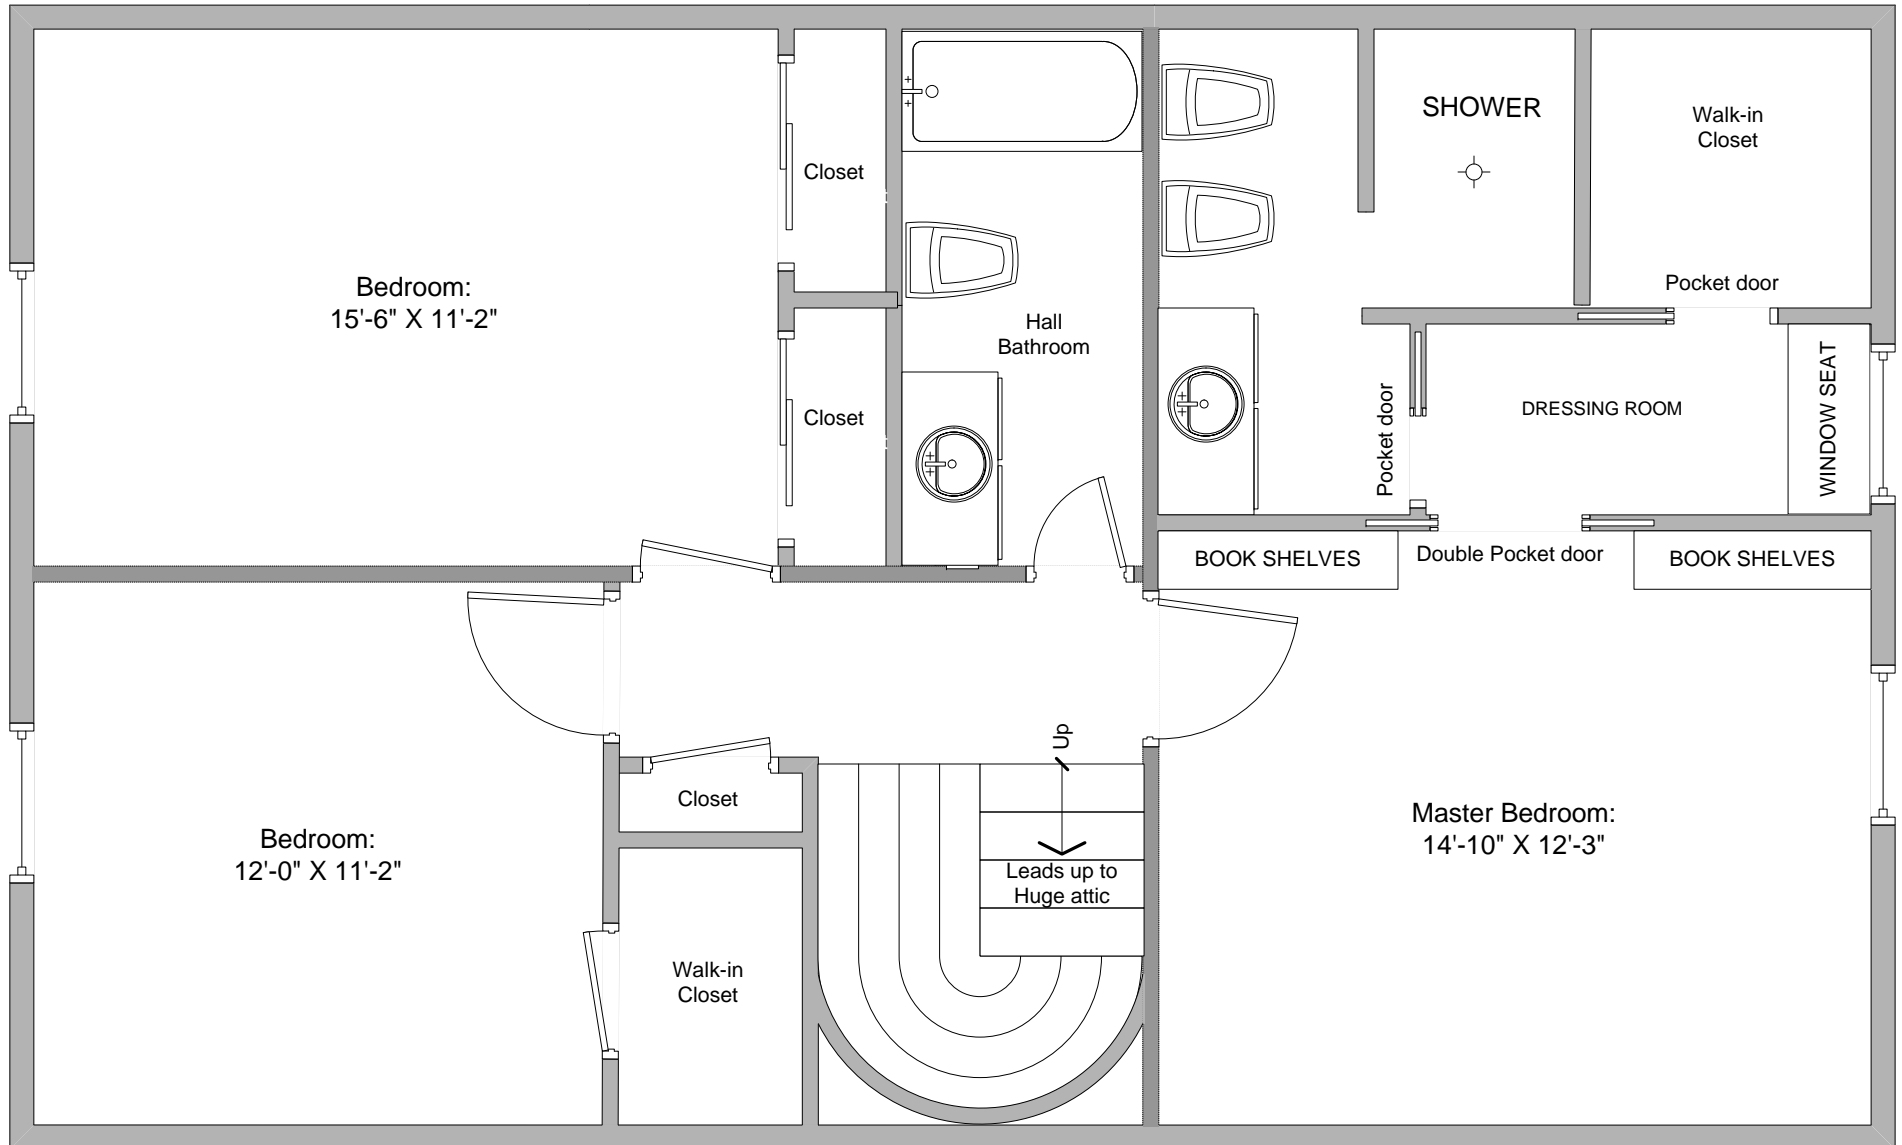 SHOWER
Walk-in
Closet
Closet
Pocket door
Bedroom:
15'-6" X 11'-2"
Hall
Bathroom
WINDOW SEAT
Pocket door
DRESSING ROOM
Closet
BOOK SHELVES
Double Pocket door
BOOK SHELVES
Up
Closet
Master Bedroom:
14'-10" X 12'-3"
Bedroom:
12'-0" X 11'-2"
Leads up to
Huge attic
Walk-in
Closet